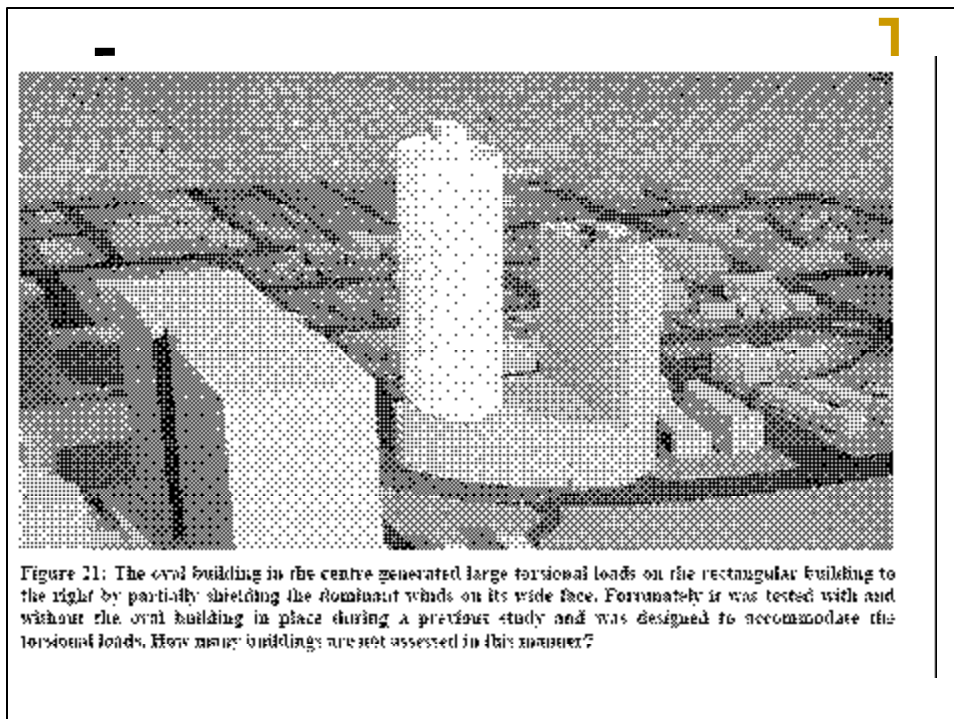 Figure 21: The oval building in the centre generated large torsional loads on the rectangular building to
the right by partially shielding the dominant winds on its wide face. Fortunately it was tested with and
without the oval building in place during a previous study and was designed to accommodate the
torsional loads. How many buildings are not assessed in this manner?